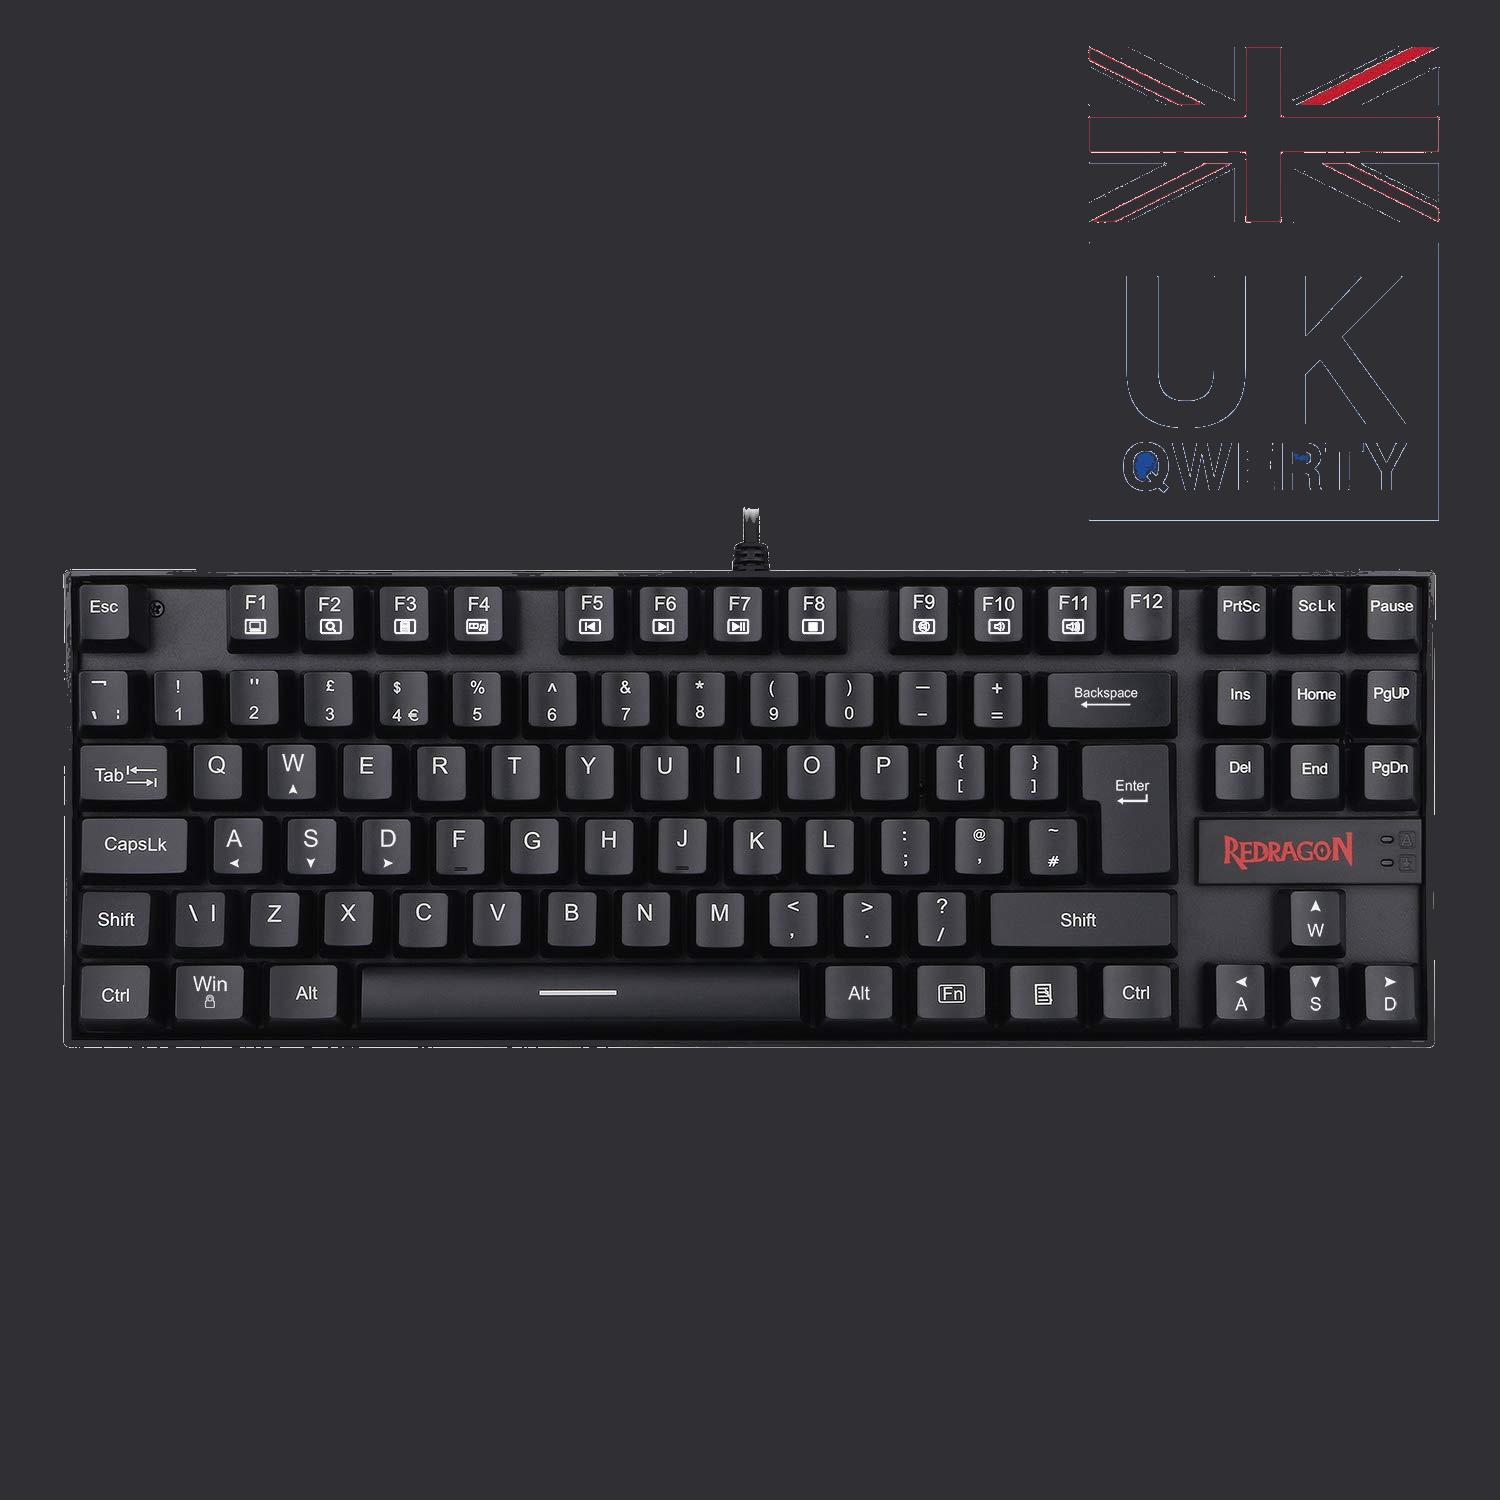 UK
QWERTY
Esc F1 F2 F3 F4 F5 F6 F7 F8 F9 F10 F11 F12 PrtSc ScLk Pause
¬ ! " £ $ % ^ & * ( ) — + Backspace Ins Home PgUp
` ¦ 1 2 3 4 € 5 6 7 8 9 0 - =
Tab Q W E R T Y U I O P { } Enter Del End PgDn
[ ]
CapsLk A S D F G H J K L : @ ~ REDRAGON A
; ' #
Shift \ | Z X C V B N M < > ? Shift W
, . /
Ctrl Win Alt Alt Fn Ctrl A S D